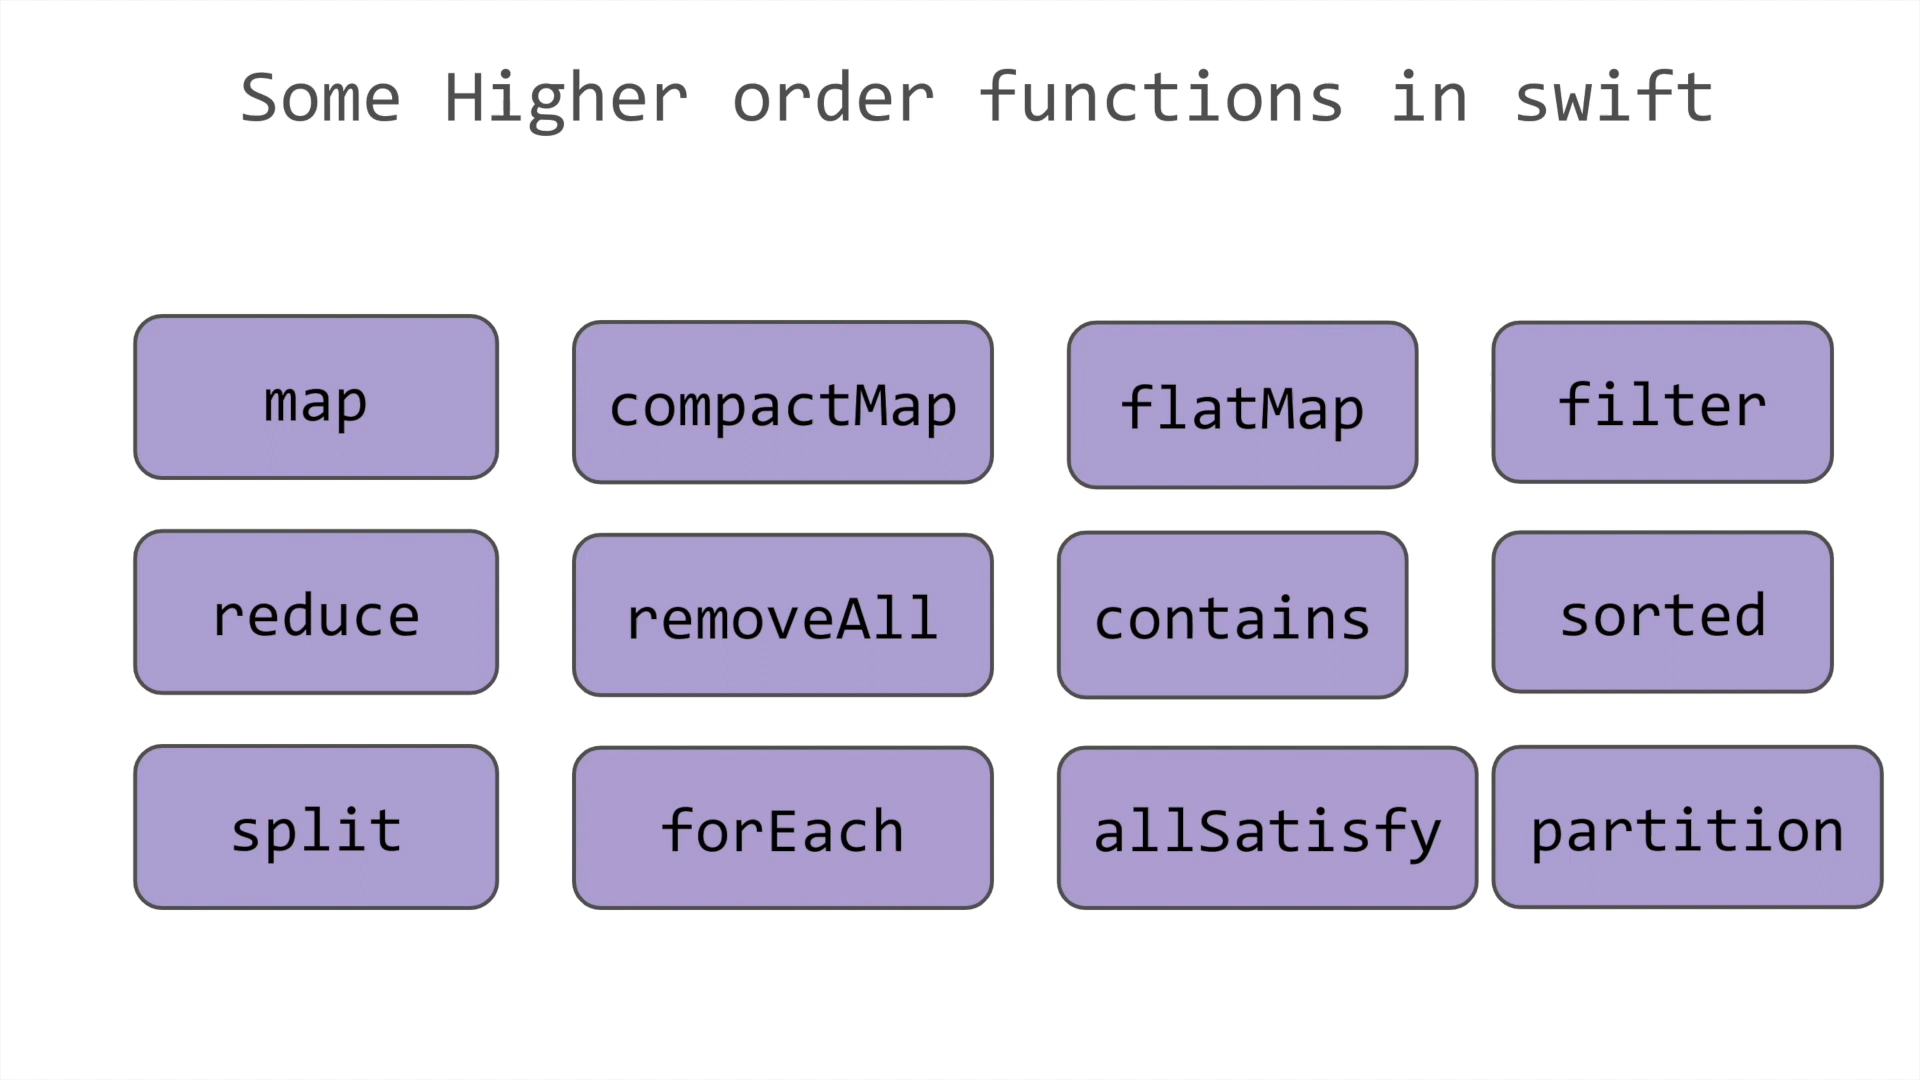 Some Higher order functions in swift
map
compactMap
flatMap
filter
reduce
removeAll
contains
sorted
split
forEach
allSatisfy
partition